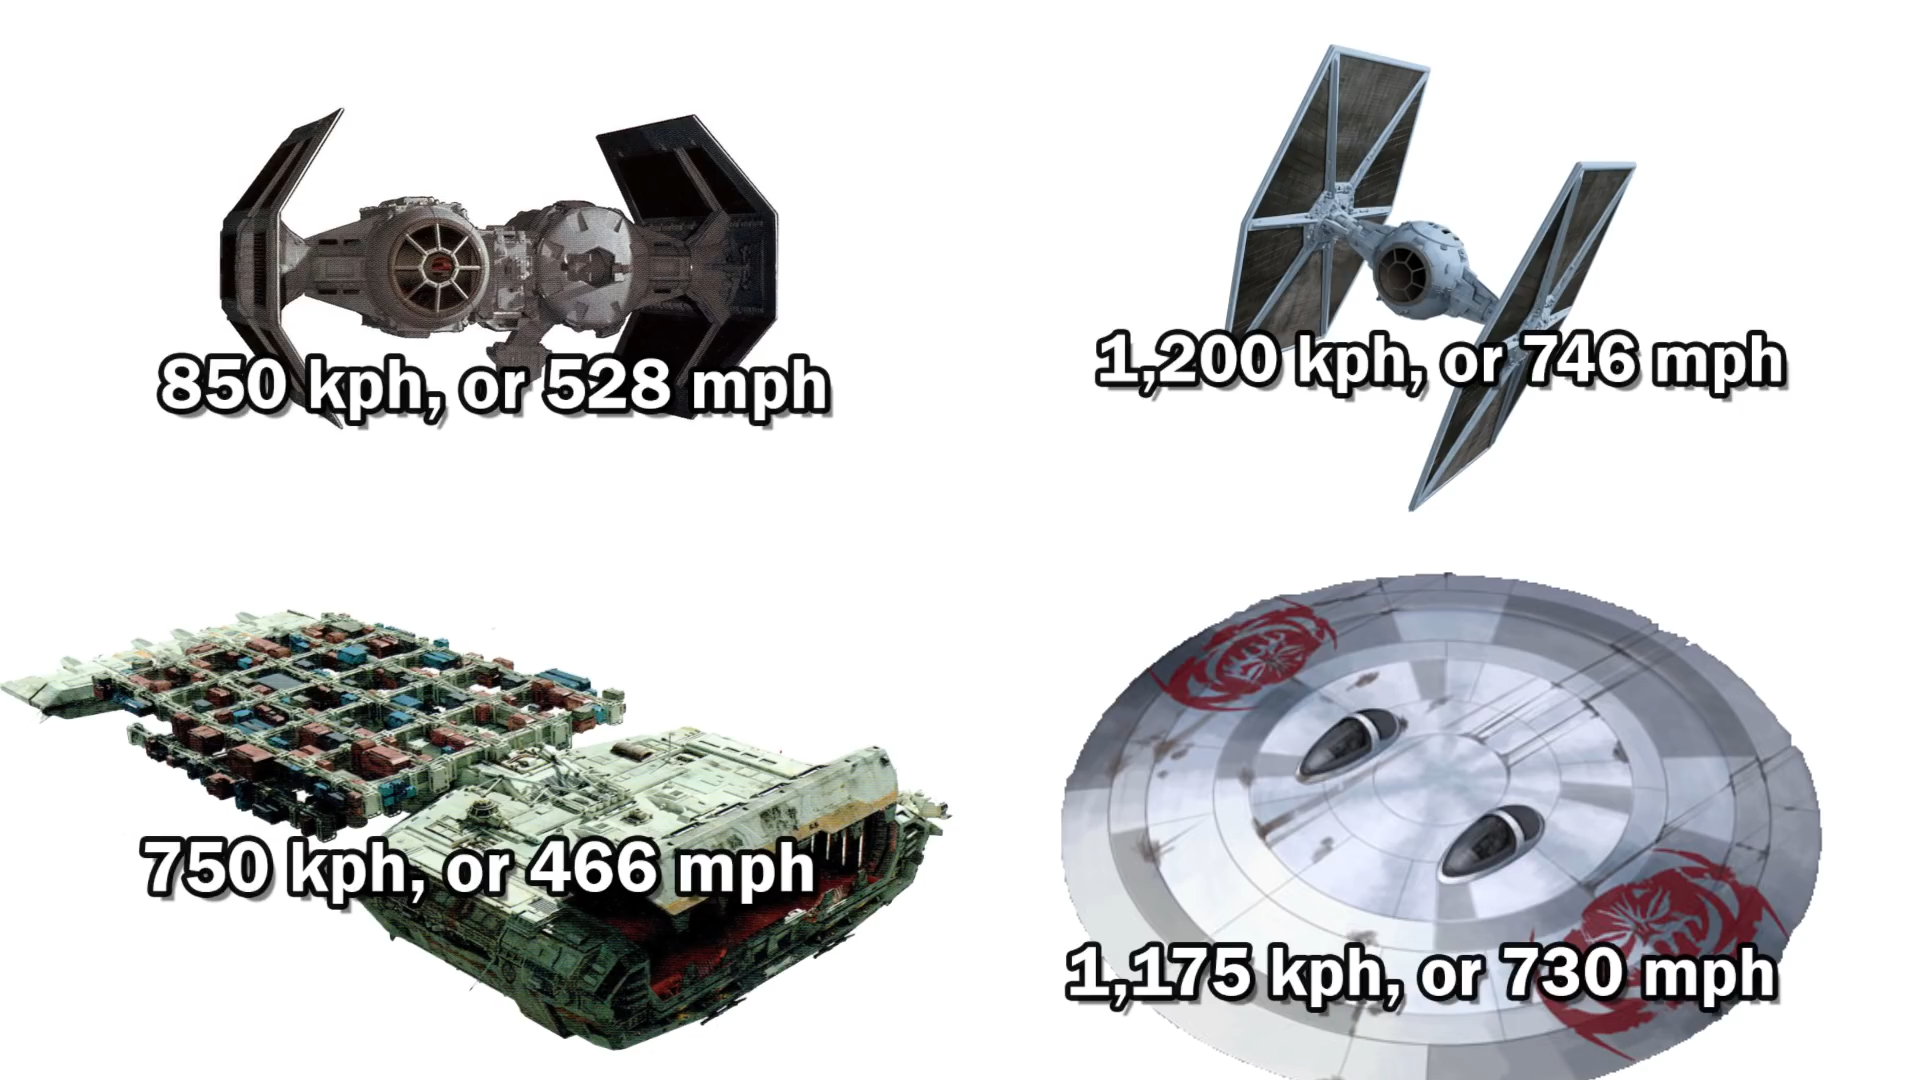 850 kph, or 528 mph
1,200 kph, or 746 mph
750 kph, or 466 mph
1,175 kph, or 730 mph